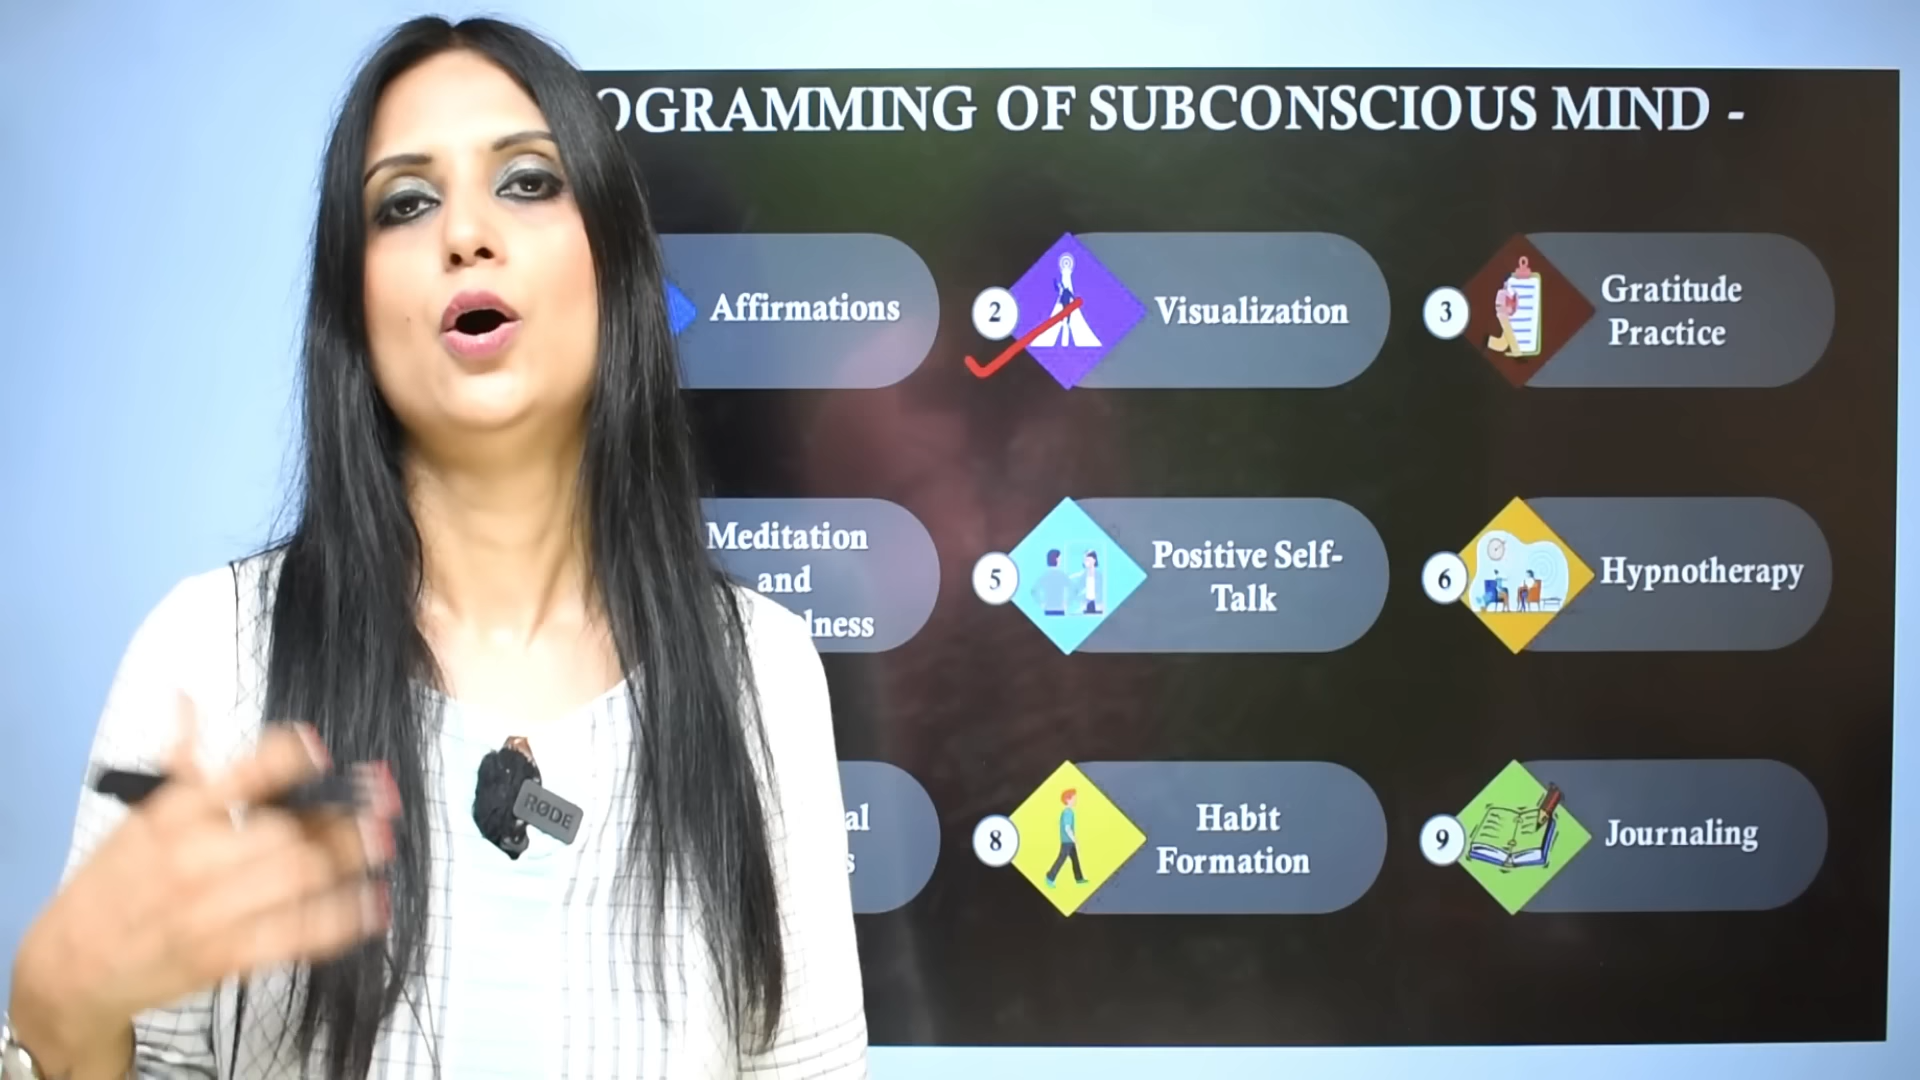 OGRAMMING OF SUBCONSCIOUS MIND -
Affirmations
2
Visualization
3
Gratitude
Practice
Meditation
and
lness
5
Positive Self-
Talk
6
Hypnotherapy
al
s
8
Habit
Formation
9
Journaling
RØDE